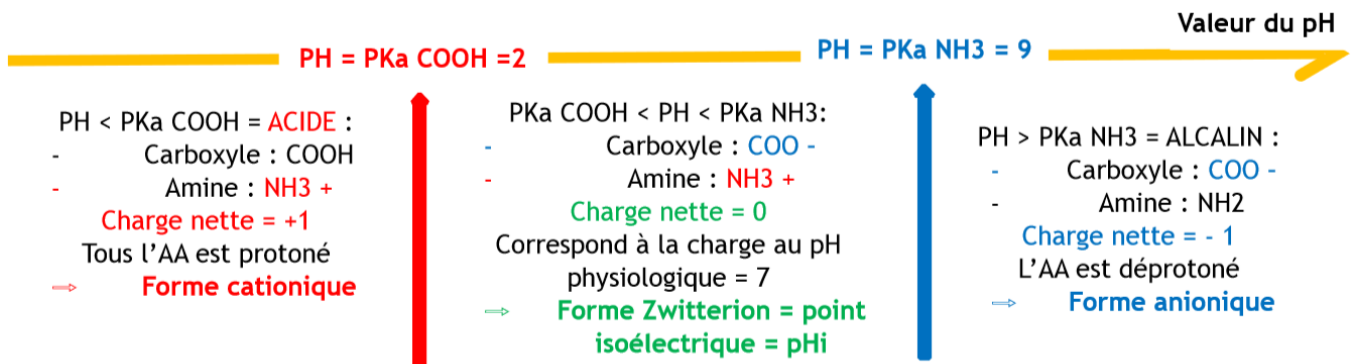 Valeur du pH
PH = PKa COOH =2
PH = PKa NH3 = 9
PH < PKa COOH = ACIDE :
- Carboxyle : COOH
- Amine : NH3 +
Charge nette = +1
Tous l’AA est protoné
⇒ Forme cationique
PKa COOH < PH < PKa NH3:
- Carboxyle : COO -
- Amine : NH3 +
Charge nette = 0
Correspond à la charge au pH
physiologique = 7
⇒ Forme Zwitterion = point
isoélectrique = pHi
PH > PKa NH3 = ALCALIN :
- Carboxyle : COO -
- Amine : NH2
Charge nette = - 1
L’AA est déprotoné
⇒ Forme anionique